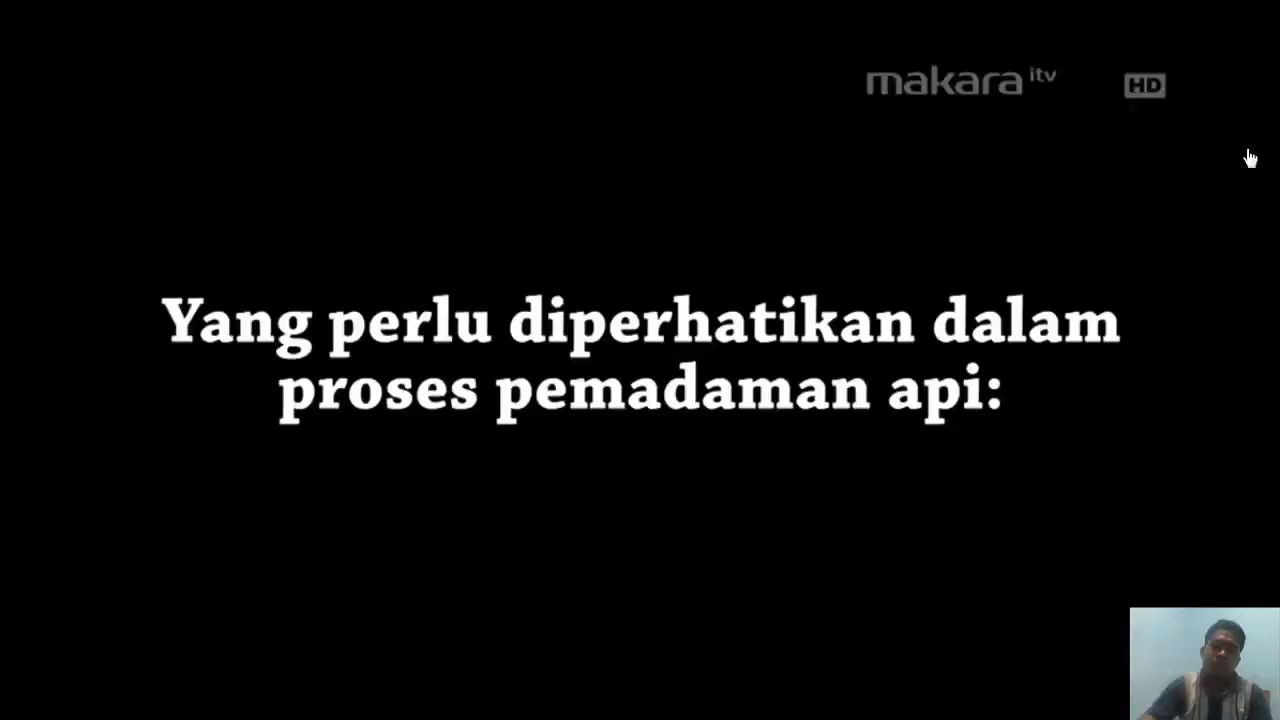 makara itv
HD
Yang perlu diperhatikan dalam
proses pemadaman api: